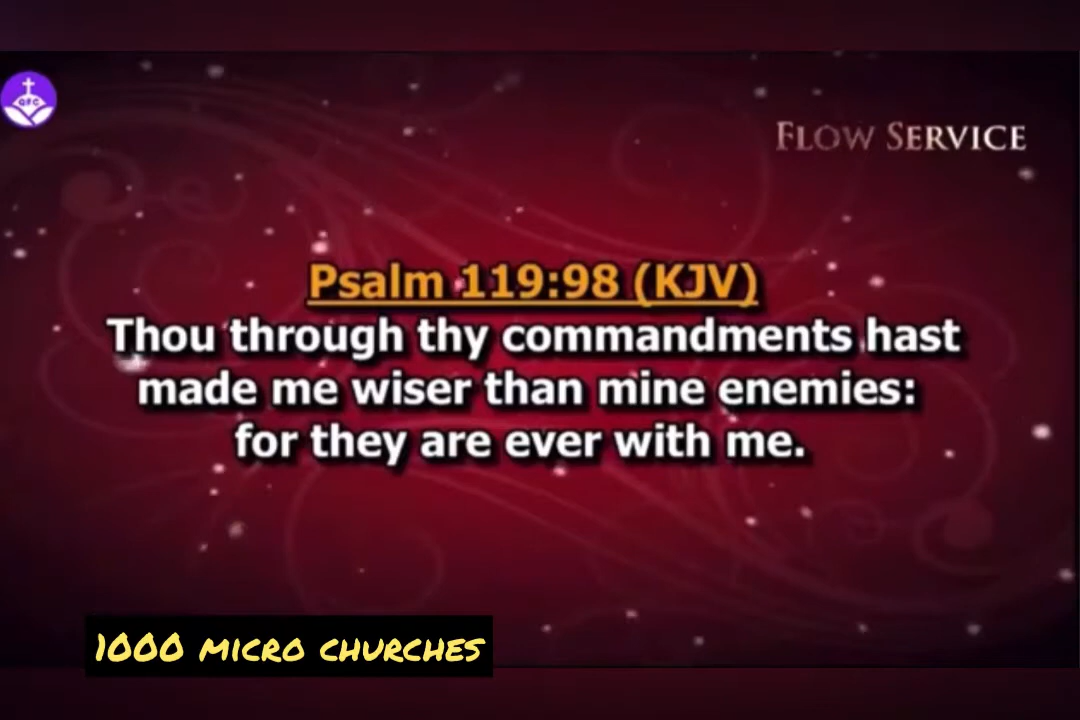 QFC
FLOW SERVICE
Psalm 119:98 (KJV)
Thou through thy commandments hast
made me wiser than mine enemies:
for they are ever with me.
1000 MICRO CHURCHES